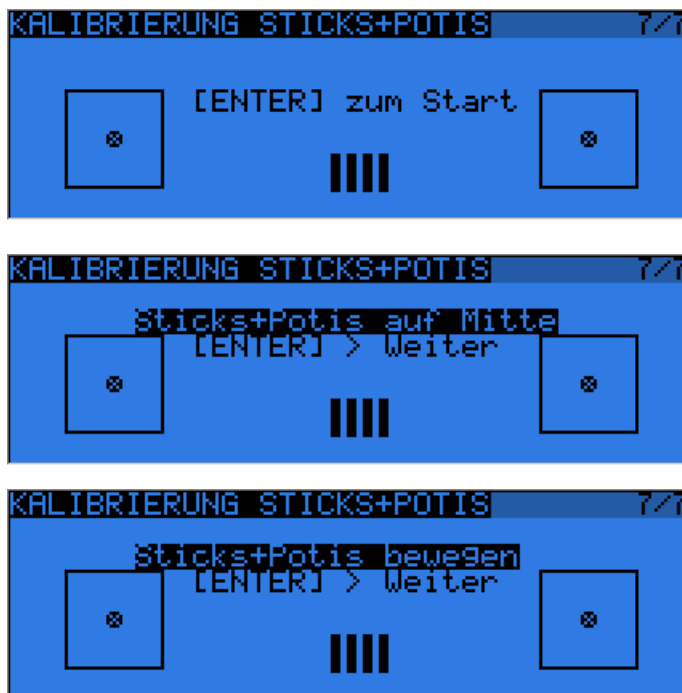 KALIBRIERUNG STICKS+POTIS 7/7
[ENTER] zum Start
KALIBRIERUNG STICKS+POTIS 7/7
Sticks+Potis auf Mitte
[ENTER] > Weiter
KALIBRIERUNG STICKS+POTIS 7/7
Sticks+Potis bewegen
[ENTER] > Weiter